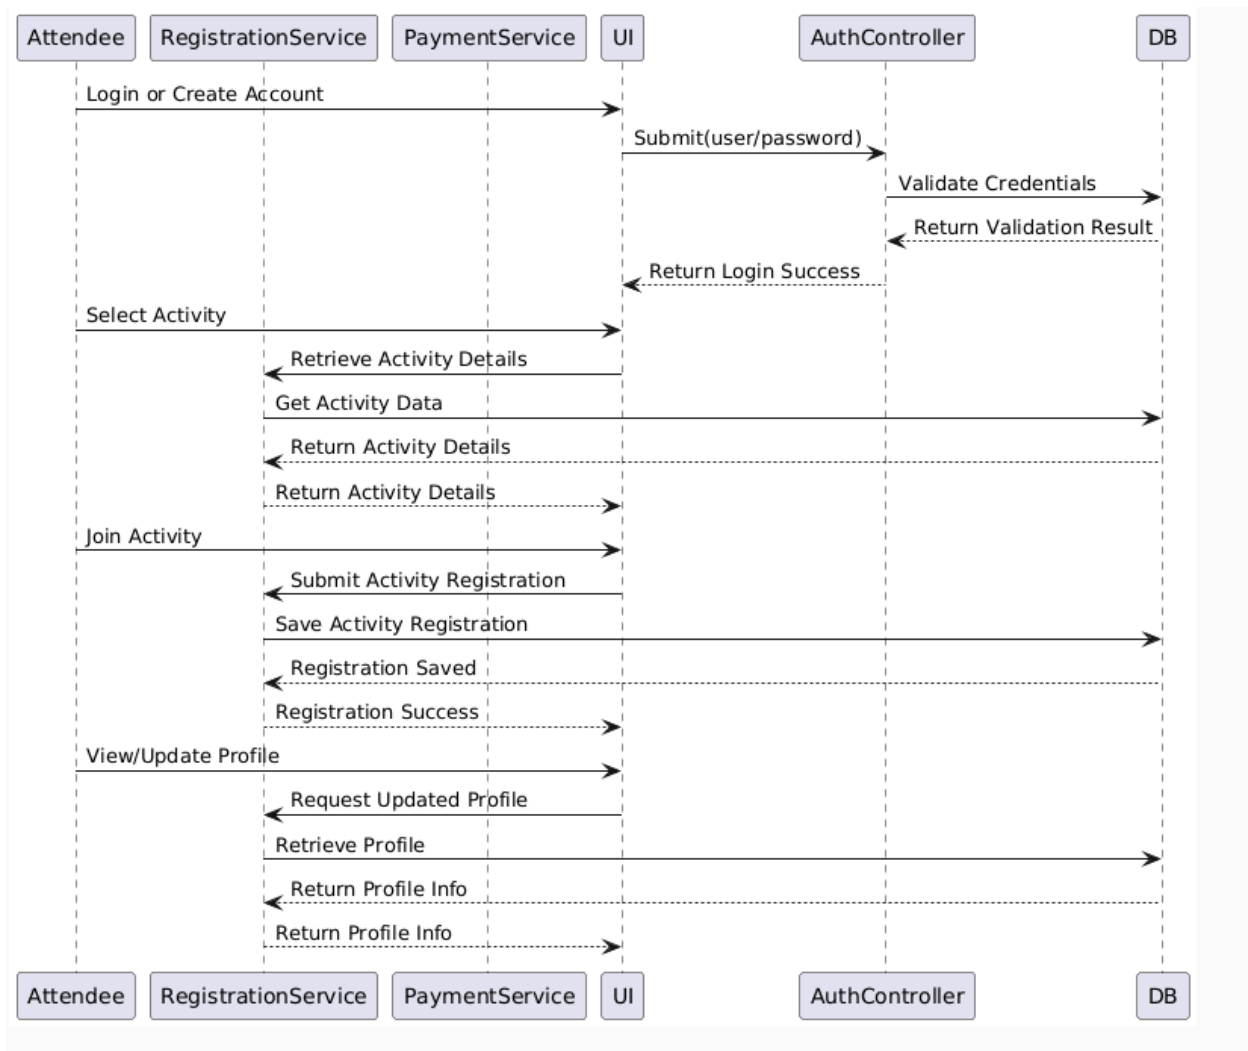 Attendee RegistrationService PaymentService UI AuthController DB
Login or Create Account
Submit(user/password)
Validate Credentials
Return Validation Result
Return Login Success
Select Activity
Retrieve Activity Details
Get Activity Data
Return Activity Details
Return Activity Details
Join Activity
Submit Activity Registration
Save Activity Registration
Registration Saved
Registration Success
View/Update Profile
Request Updated Profile
Retrieve Profile
Return Profile Info
Return Profile Info
Attendee RegistrationService PaymentService UI AuthController DB